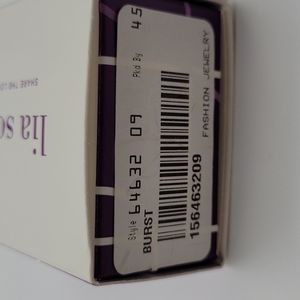 lia so
SHARE THE LO
Style 64632 09 Pkd By 45
BURST
156463209
FASHION JEWELRY